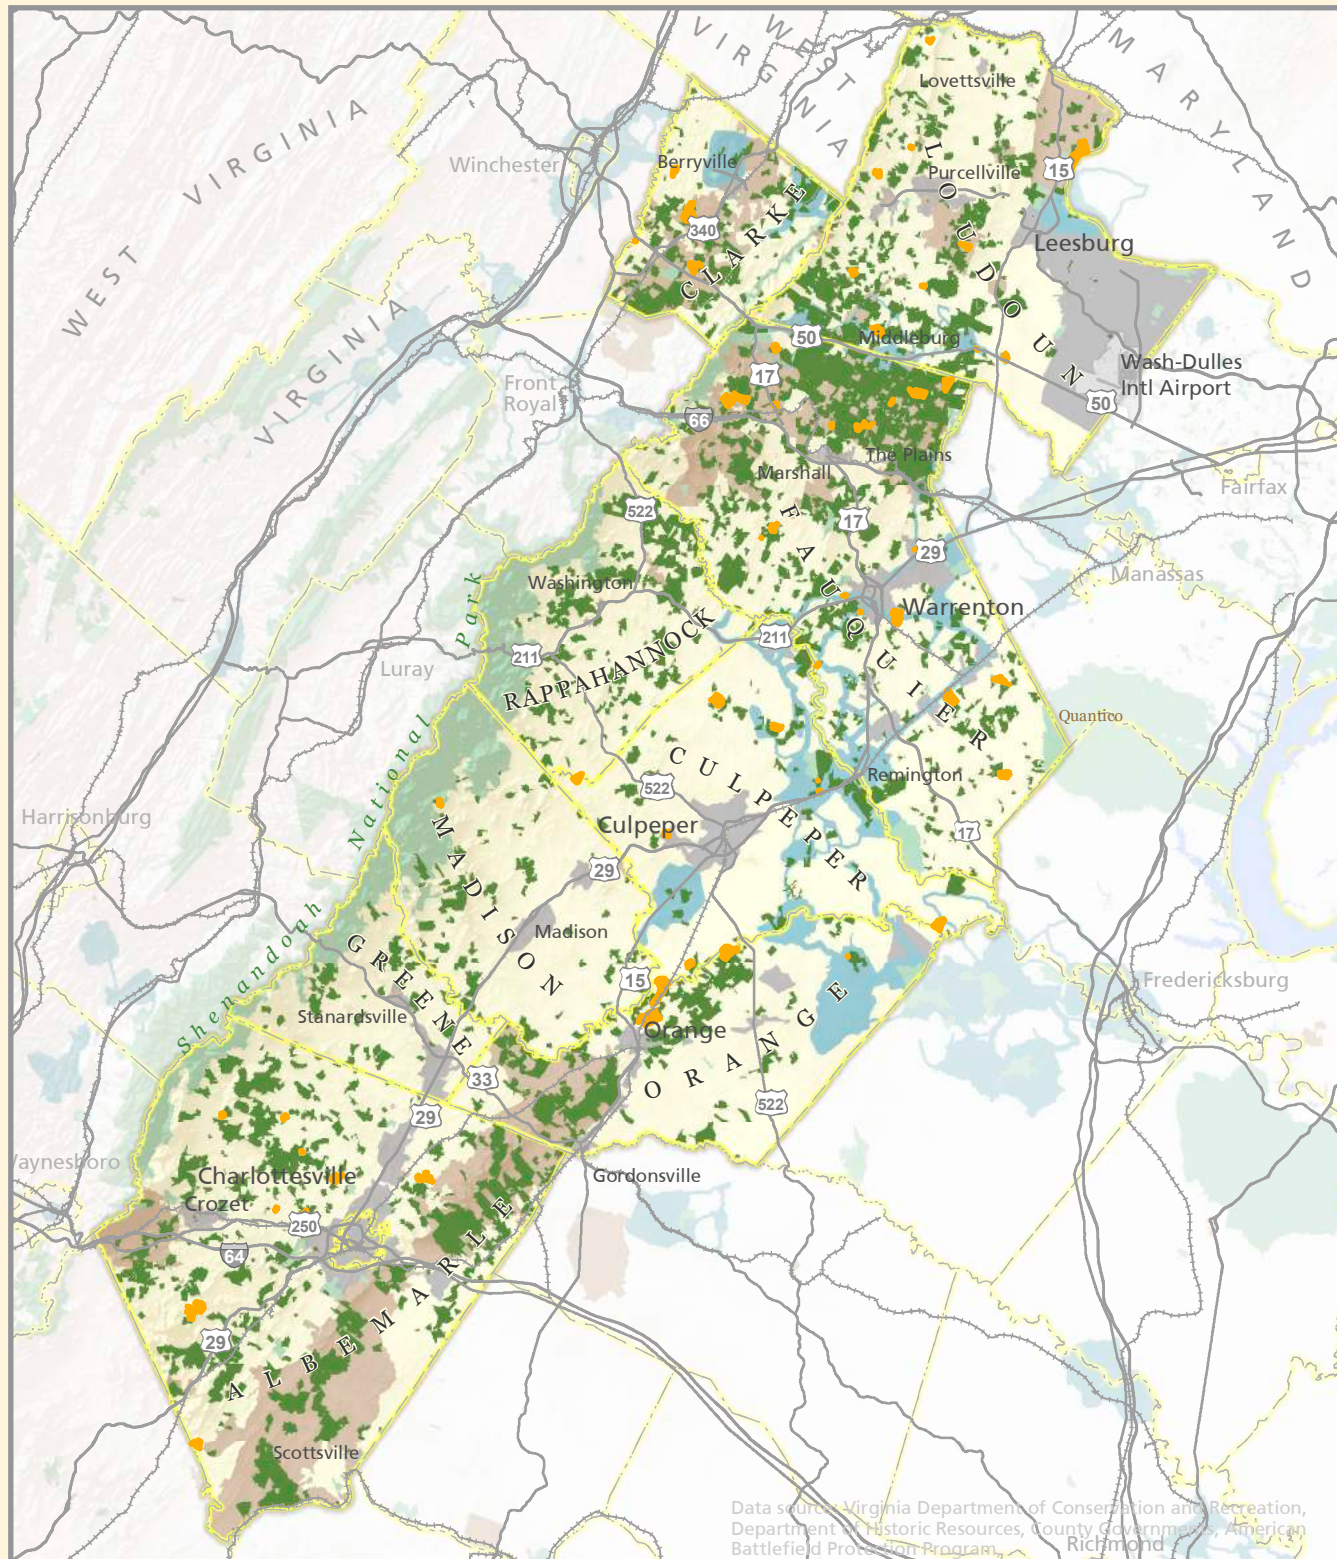 WEST VIRGINIA
WEST VIRGINIA
MARYLAND
VIRGINIA
Lovettsville
Winchester
Berryville
Purcellville
15
LOUDOUN
340
CLARKE
Leesburg
50
Middleburg
Wash-Dulles
Intl Airport
17
50
Front
Royal
66
The Plains
Marshall
Fairfax
522
17
FAUQUIER
29
Manassas
Washington
Warrenton
Park
211
211
RAPPAHANNOCK
Luray
Quantico
National
CULPEPER
Remington
522
Harrisonburg
Culpeper
17
MADISON
29
Shenandoah
Madison
GREENE
15
Fredericksburg
Stanardsville
Orange
ORANGE
33
522
29
Waynesboro
Charlottesville
Gordonsville
Crozet
250
64
ALBEMARLE
29
Scottsville
Data source: Virginia Department of Conservation and Recreation,
Department of Historic Resources, County Governments, American
Battlefield Protection Program
Richmond